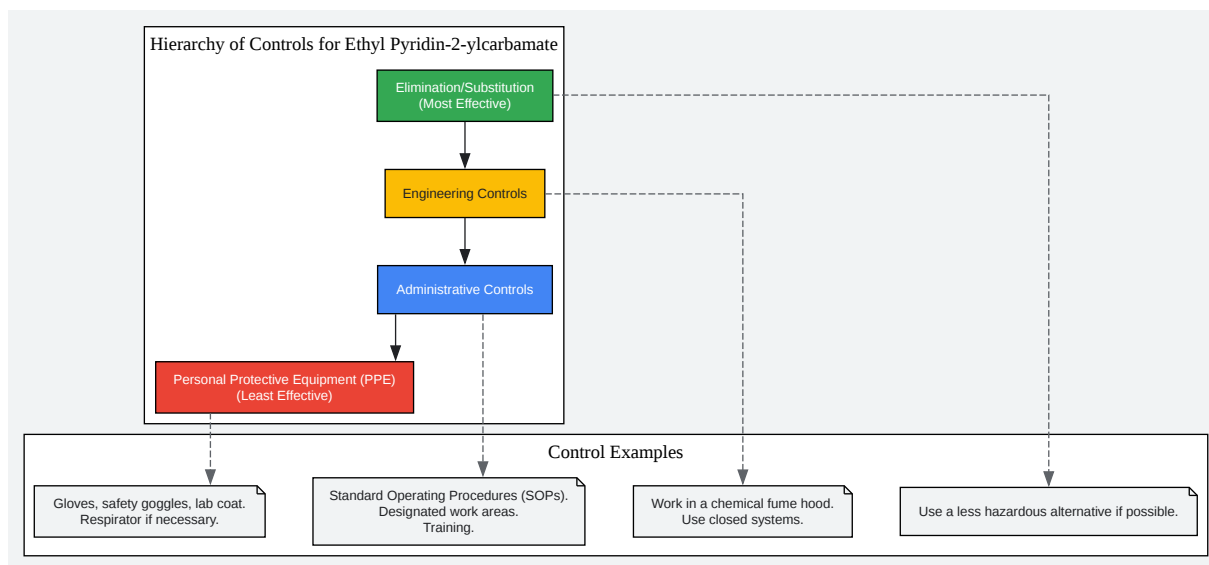 Hierarchy of Controls for Ethyl Pyridin-2-ylcarbamate
Elimination/Substitution
(Most Effective)
Engineering Controls
Administrative Controls
Personal Protective Equipment (PPE)
(Least Effective)
Control Examples
Gloves, safety goggles, lab coat.
Respirator if necessary.
Standard Operating Procedures (SOPs).
Designated work areas.
Training.
Work in a chemical fume hood.
Use closed systems.
Use a less hazardous alternative if possible.